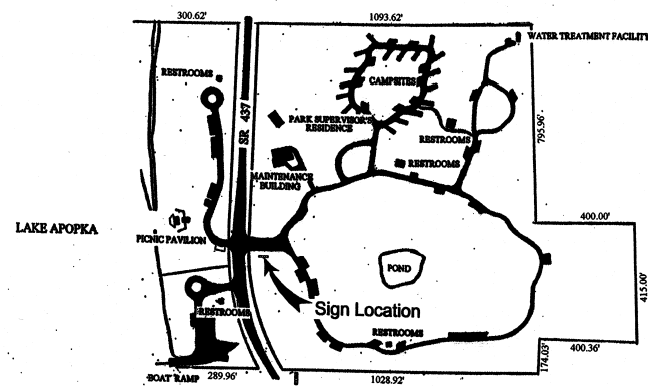 300.62'
1093.62'
WATER TREATMENT FACILITY
RESTROOMS
CAMPSITES
SR 437
PARK SUPERVISOR'S
RESIDENCE
RESTROOMS
795.96'
RESTROOMS
MAINTENANCE
BUILDING
400.00'
LAKE APOPKA
PICNIC PAVILION
POND
415.00'
Sign Location
RESTROOMS
RESTROOMS
174.03'
400.36'
BOAT RAMP
289.96'
1028.92'